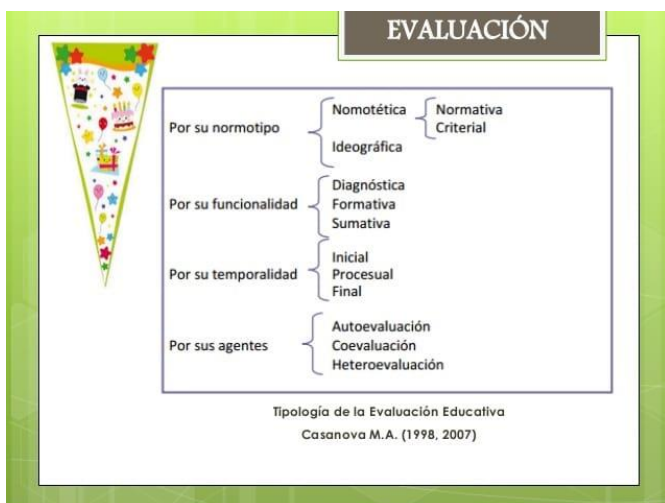 EVALUACIÓN
Por su normotipo
Nomotética
Normativa
Criterial
Ideográfica
Por su funcionalidad
Diagnóstica
Formativa
Sumativa
Por su temporalidad
Inicial
Procesual
Final
Por sus agentes
Autoevaluación
Coevaluación
Heteroevaluación
Tipología de la Evaluación Educativa
Casanova M.A. (1998, 2007)